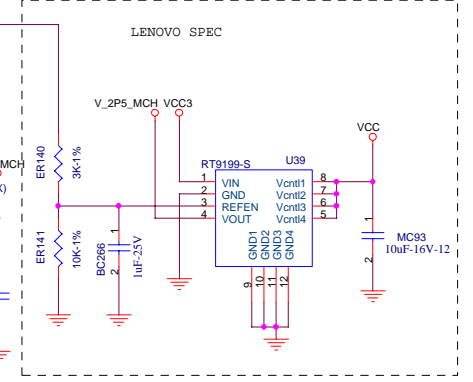 LENOVO SPEC
V_2P5_MCH VCC3
VCC
MCH
ER140
3K-1%
RT9199-S
U39
1 VIN Vcntl1 8
2 GND Vcntl2 7
3 REFEN Vcntl3 6
4 VOUT Vcntl4 5
K)
ER141
10K-1%
BC266
1uF-25V
1
2
GND1
GND2
GND3
GND4
9
10
11
12
1
2
MC93
10uF-16V-12